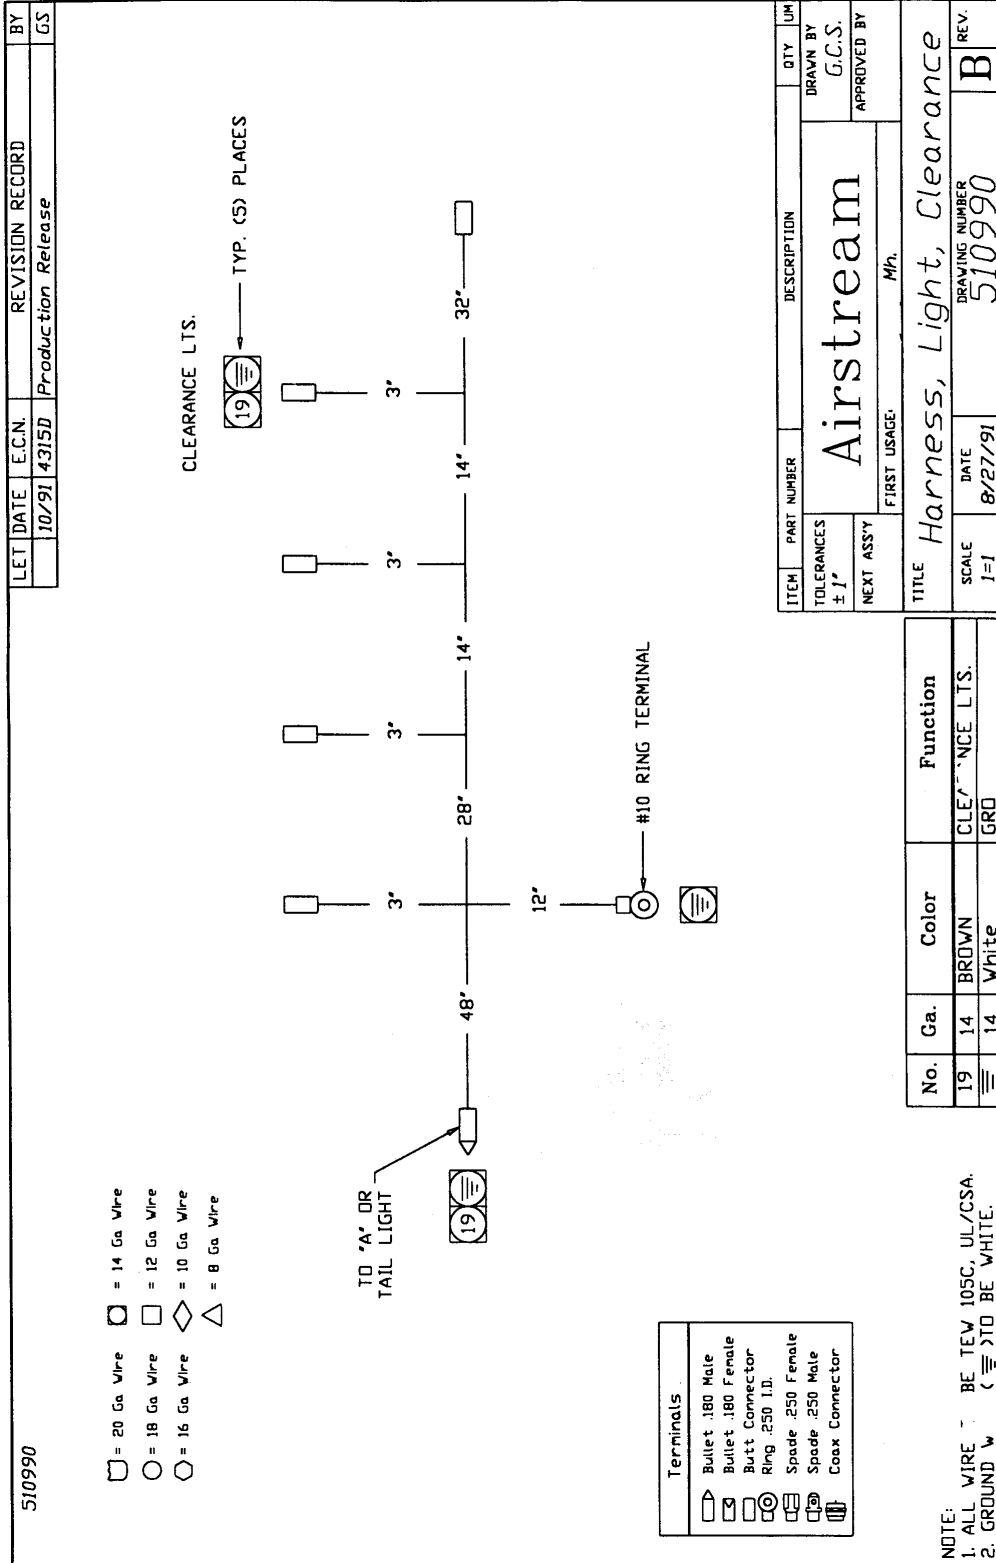 510990
LET DATE E.C.N. REVISION RECORD BY
10/91 4315D Production Release GS
= 20 Ga Wire = 14 Ga Wire
= 18 Ga Wire = 12 Ga Wire
= 16 Ga Wire = 10 Ga Wire
= 8 Ga Wire
CLEARANCE LTS.
19
TYP. (5) PLACES
3"
3"
3"
3"
TO "A" OR
TAIL LIGHT
19
48"
28"
14"
14"
32"
12"
#10 RING TERMINAL
Terminals
Bullet .180 Male
Bullet .180 Female
Butt Connector
Ring .250 I.D.
Spade .250 Female
Spade .250 Male
Coax Connector
NOTE:
1. ALL WIRE BE TEW 105C, UL/CSA.
2. GROUND W ( ) TO BE WHITE.
No. Ga. Color Function
19 14 BROWN NCE LTS.
14 White GRD
ITEM PART NUMBER DESCRIPTION QTY UM
TOLERANCES
± 1"
Airstream
DRAWN BY
G.C.S.
NEXT ASS'Y
FIRST USAGE: Mh.
APPROVED BY
TITLE Harness, Light, Clearance
SCALE
1=1
DATE
8/27/91
DRAWING NUMBER
510990
B
REV.